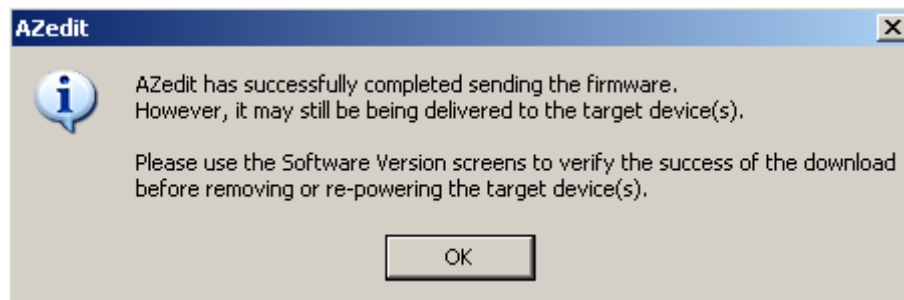 AZedit
AZedit has successfully completed sending the firmware.
However, it may still be being delivered to the target device(s).
Please use the Software Version screens to verify the success of the download
before removing or re-powering the target device(s).
OK